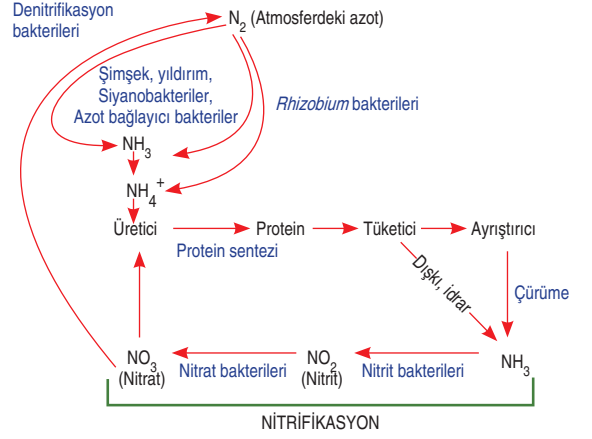 Denitrifikasyon
bakterileri
N2 (Atmosferdeki azot)
Şimşek, yıldırım,
Siyanobakteriler,
Azot bağlayıcı bakteriler
Rhizobium bakterileri
NH3
NH4+
Üretici
Protein
Tüketici
Ayrıştırıcı
Protein sentezi
Dışkı, idrar
Çürüme
NO3
(Nitrat)
Nitrat bakterileri
NO2
(Nitrit)
Nitrit bakterileri
NH3
NİTRİFİKASYON